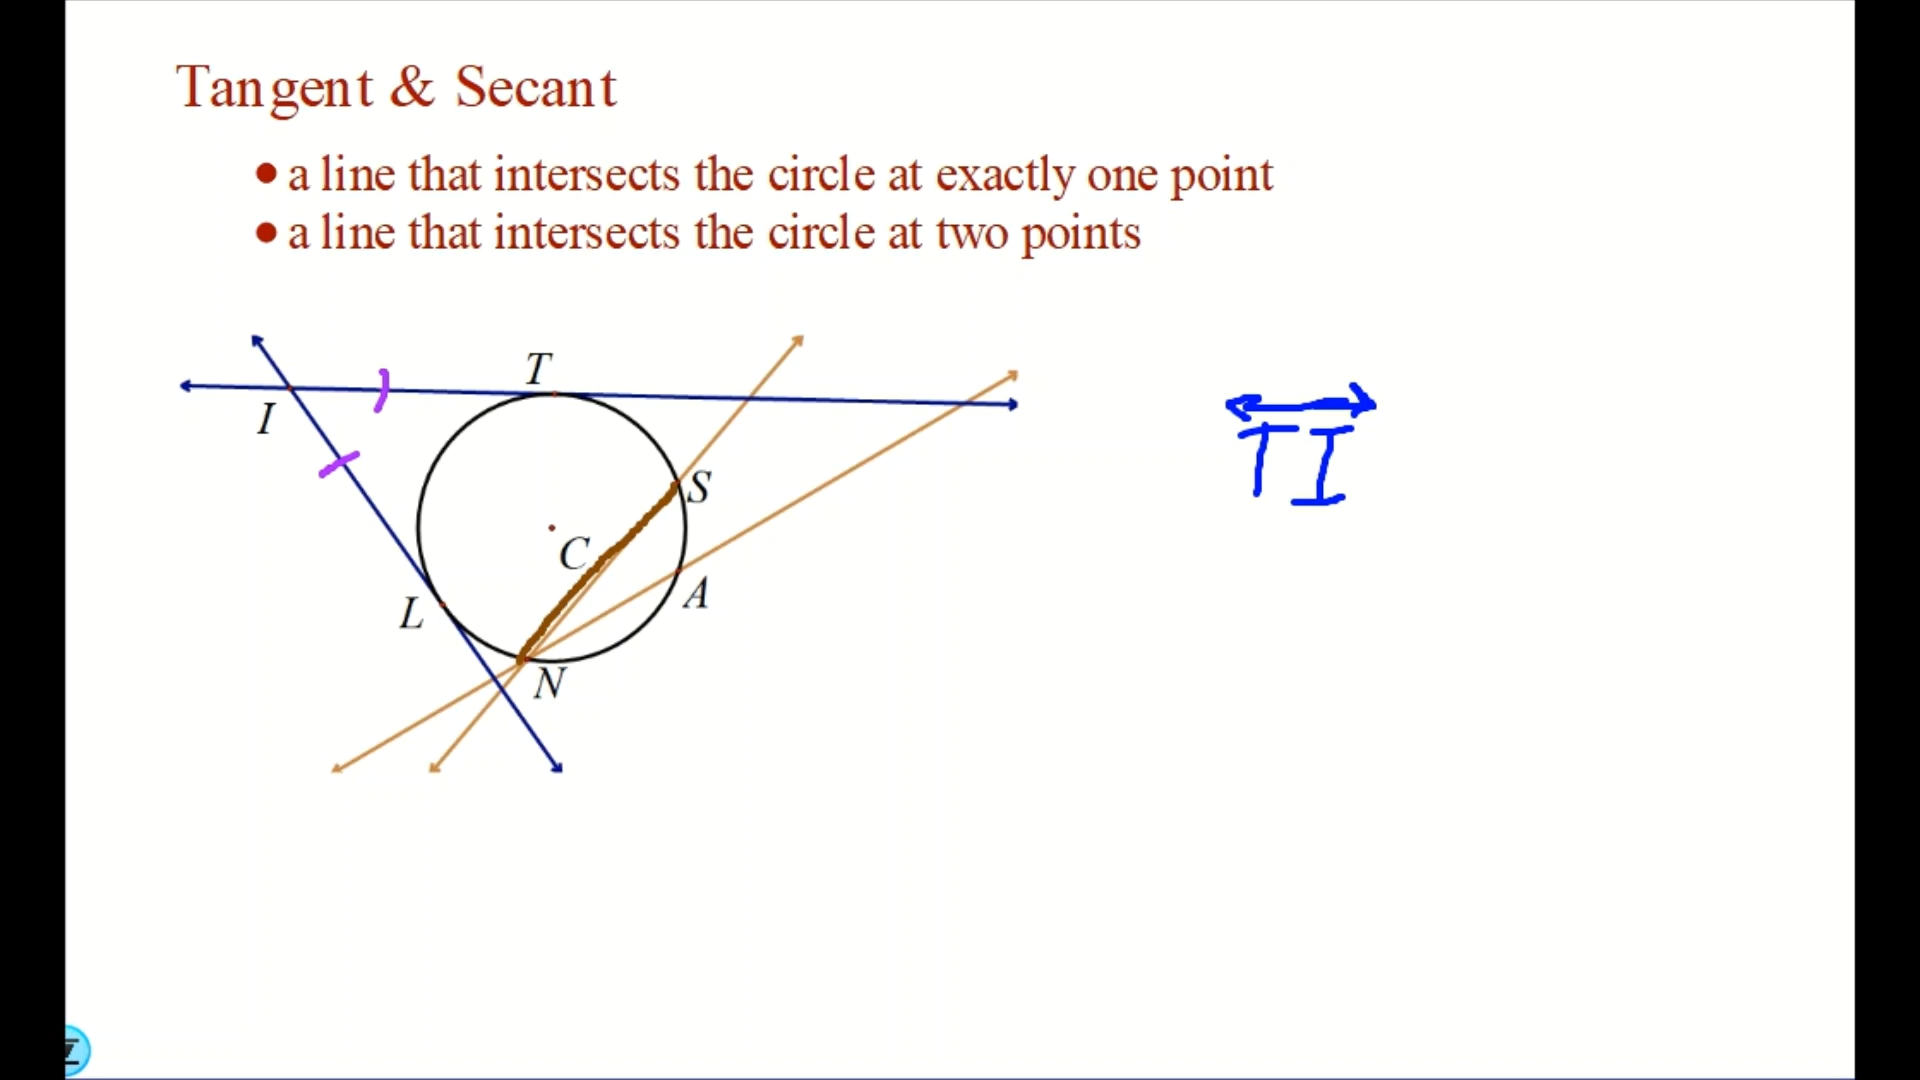 Tangent & Secant
• a line that intersects the circle at exactly one point
• a line that intersects the circle at two points
T
I
TI
S
C
A
L
N